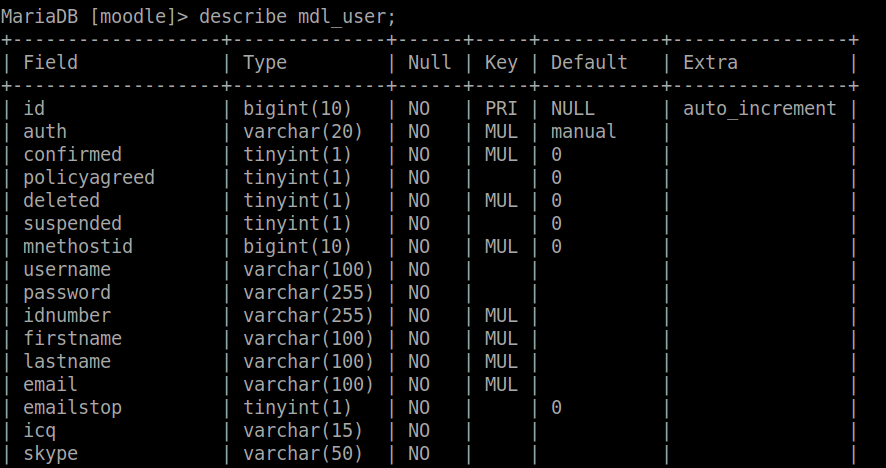 MariaDB [moodle]> describe mdl_user;
+-------------------+--------------+------+-----+-----------+----------------+
| Field             | Type         | Null | Key | Default   | Extra          |
+-------------------+--------------+------+-----+-----------+----------------+
| id                | bigint(10)   | NO   | PRI | NULL      | auto_increment |
| auth              | varchar(20)  | NO   | MUL | manual    |                |
| confirmed         | tinyint(1)   | NO   | MUL | 0         |                |
| policyagreed      | tinyint(1)   | NO   |     | 0         |                |
| deleted           | tinyint(1)   | NO   | MUL | 0         |                |
| suspended         | tinyint(1)   | NO   |     | 0         |                |
| mnethostid        | bigint(10)   | NO   | MUL | 0         |                |
| username          | varchar(100) | NO   |     |           |                |
| password          | varchar(255) | NO   |     |           |                |
| idnumber          | varchar(255) | NO   | MUL |           |                |
| firstname         | varchar(100) | NO   | MUL |           |                |
| lastname          | varchar(100) | NO   | MUL |           |                |
| email             | varchar(100) | NO   | MUL |           |                |
| emailstop         | tinyint(1)   | NO   |     | 0         |                |
| icq               | varchar(15)  | NO   |     |           |                |
| skype             | varchar(50)  | NO   |     |           |                |